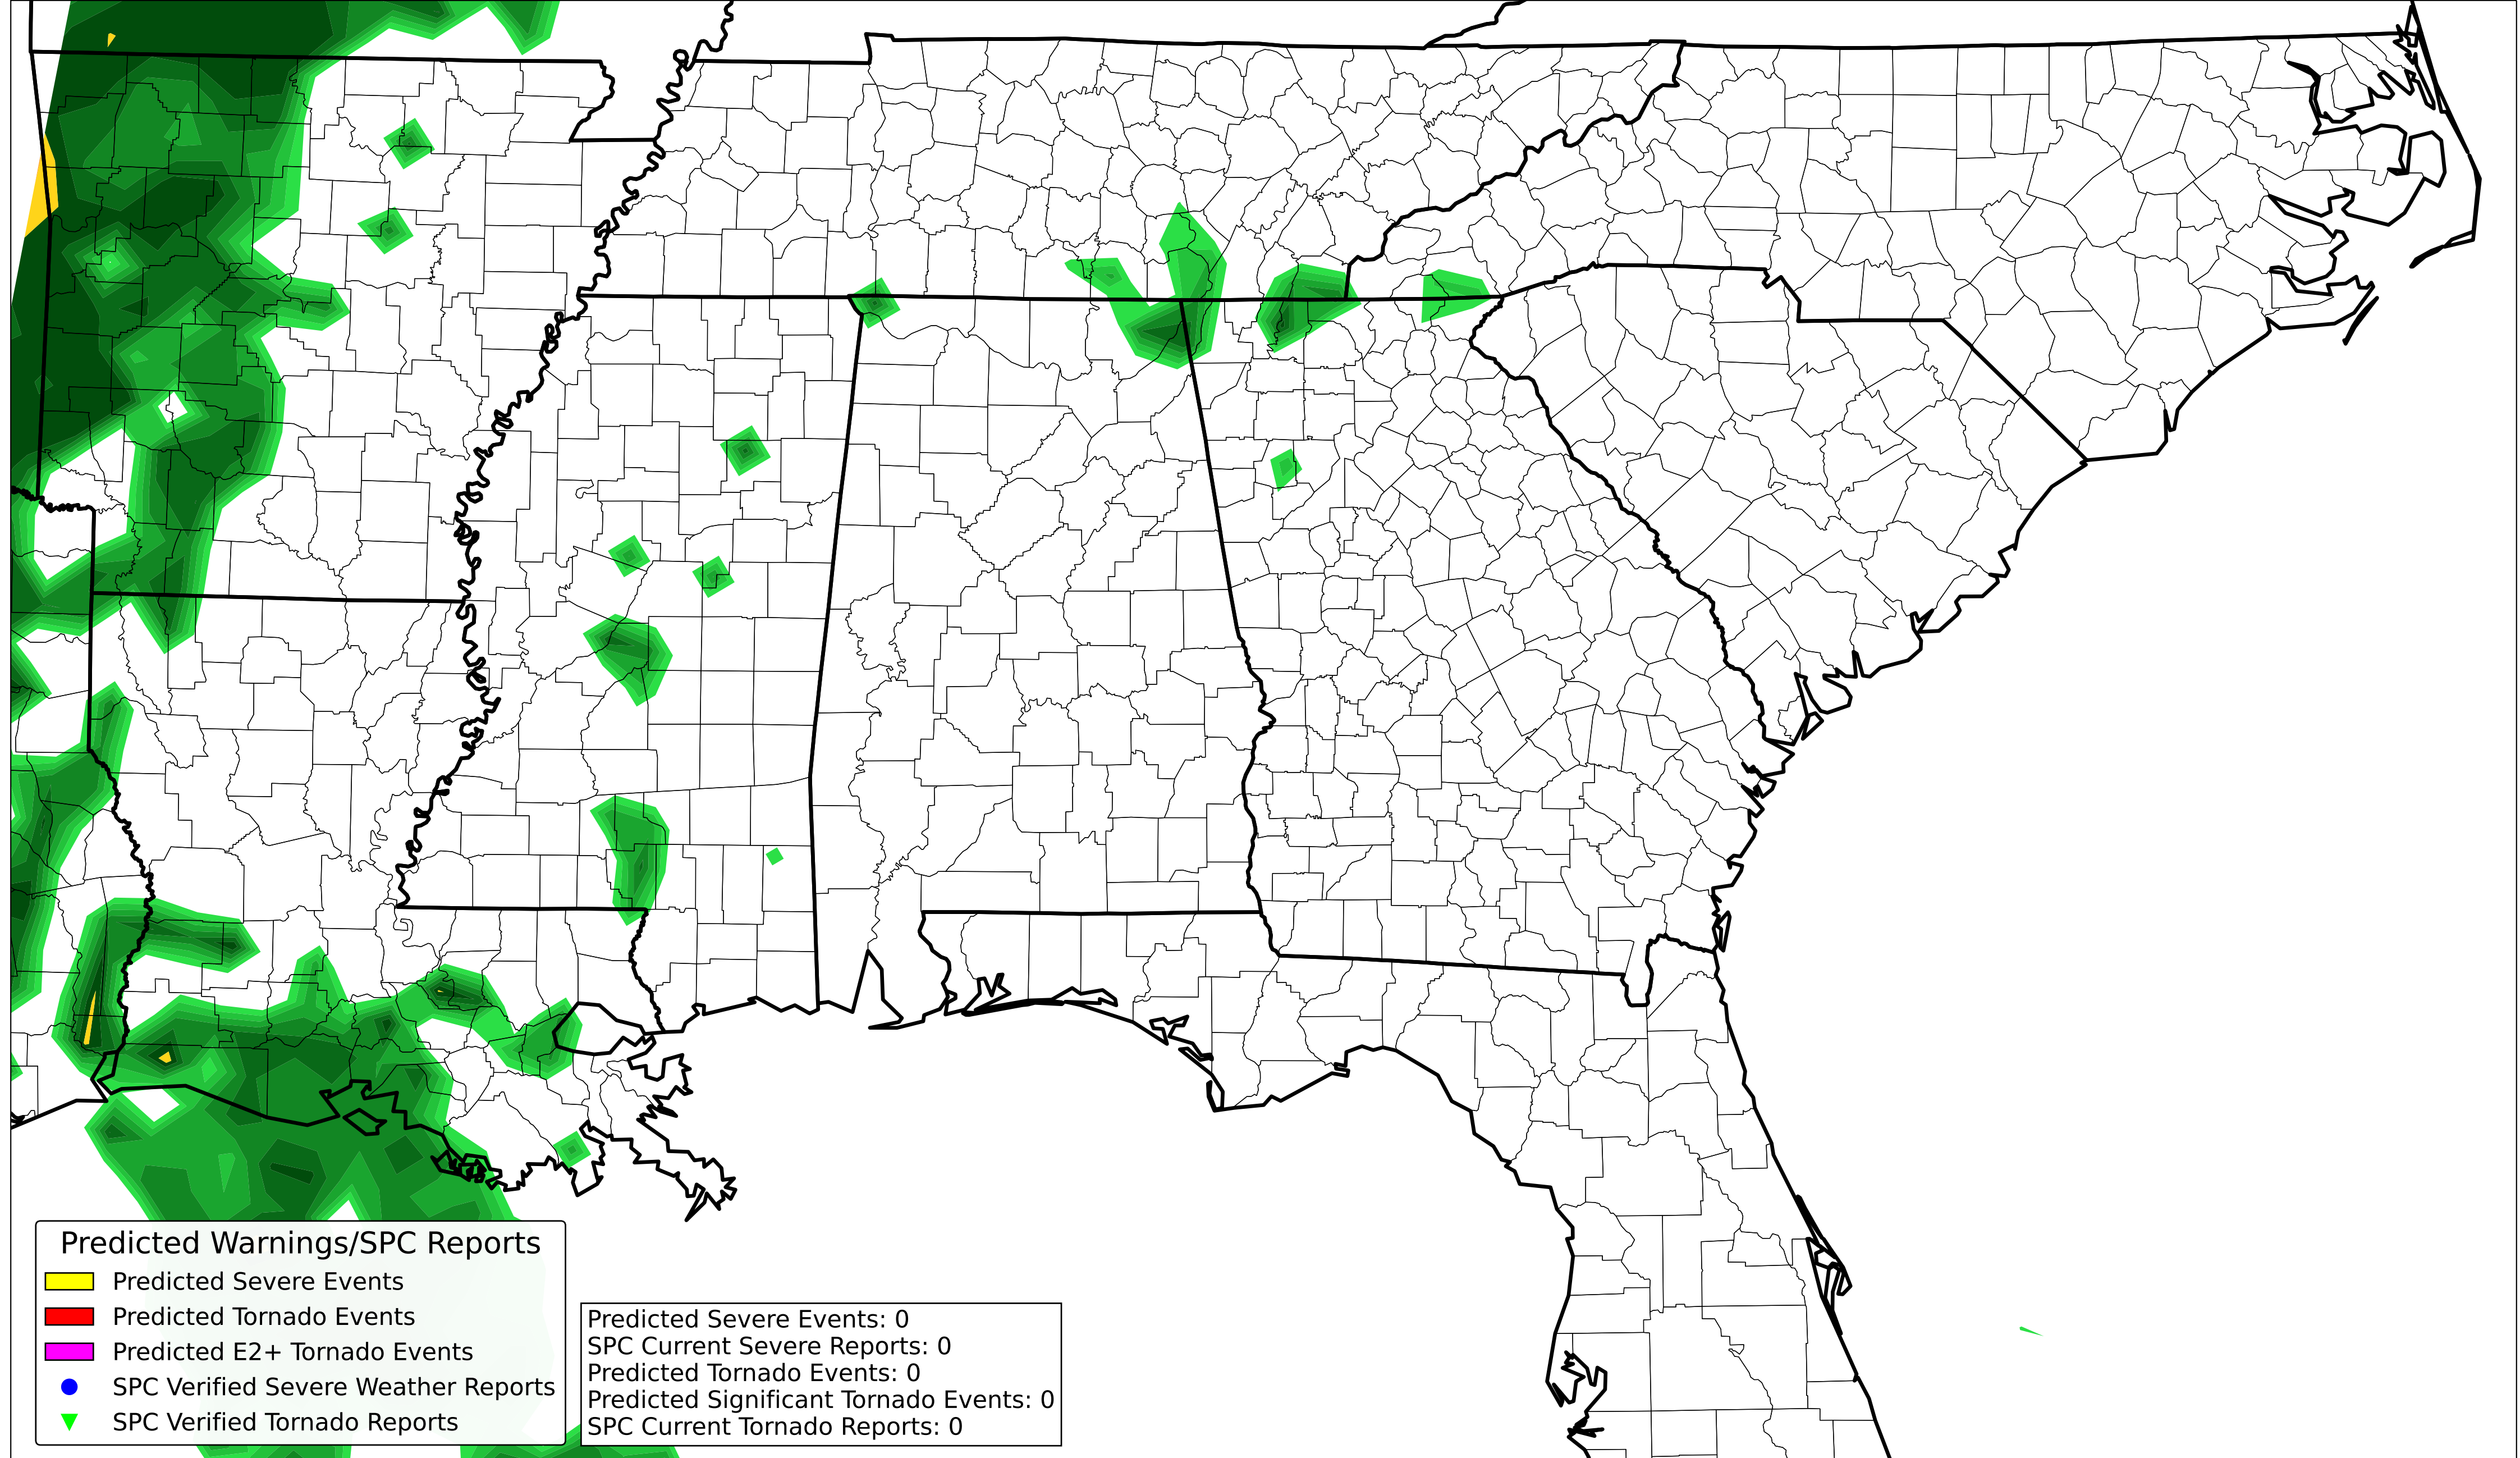 Predicted Warnings/SPC Reports
Predicted Severe Events
Predicted Tornado Events
Predicted E2+ Tornado Events
SPC Verified Severe Weather Reports
SPC Verified Tornado Reports
Predicted Severe Events: 0
SPC Current Severe Reports: 0
Predicted Tornado Events: 0
Predicted Significant Tornado Events: 0
SPC Current Tornado Reports: 0